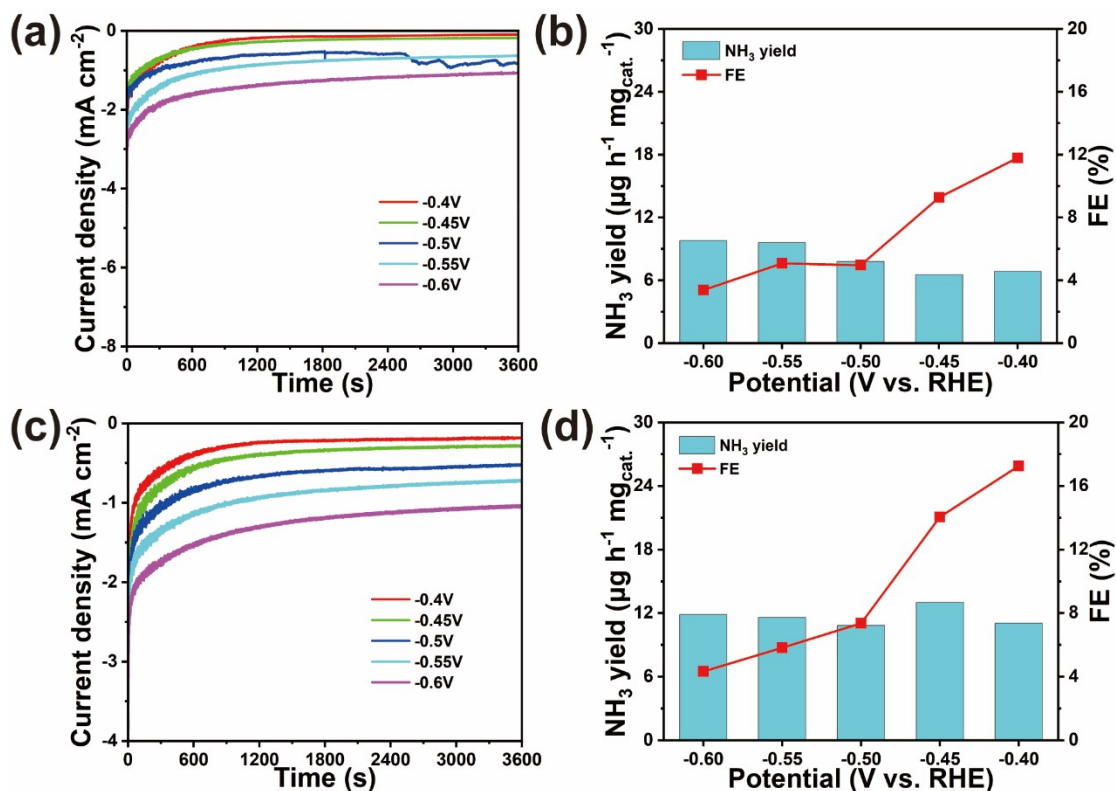 (a)
Current density (mA cm⁻²)
0
-2
-4
-6
-8
-0.4V
-0.45V
-0.5V
-0.55V
-0.6V
0 600 1200 1800 2400 3000 3600
Time (s)
(b)
NH₃ yield (µg h⁻¹ mg_cat.⁻¹)
30
24
18
12
6
0
NH₃ yield
FE
20
16
12
8
4
0
FE (%)
-0.60 -0.55 -0.50 -0.45 -0.40
Potential (V vs. RHE)
(c)
Current density (mA cm⁻²)
0
-1
-2
-3
-4
-0.4V
-0.45V
-0.5V
-0.55V
-0.6V
0 600 1200 1800 2400 3000 3600
Time (s)
(d)
NH₃ yield (µg h⁻¹ mg_cat.⁻¹)
30
24
18
12
6
0
NH₃ yield
FE
20
16
12
8
4
0
FE (%)
-0.60 -0.55 -0.50 -0.45 -0.40
Potential (V vs. RHE)